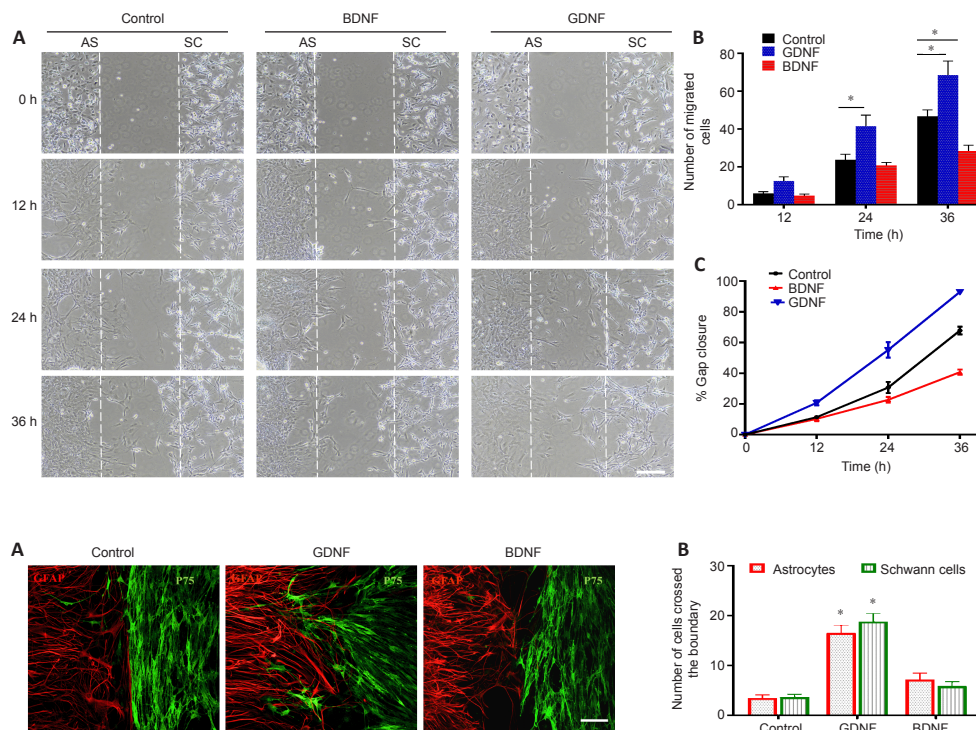 A
Control
BDNF
GDNF
AS
SC
AS
SC
AS
SC
0 h
12 h
24 h
36 h
B
Control
GDNF
BDNF
*
*
*
Number of migrated
cells
80
60
40
20
0
12
24
36
Time (h)
C
Control
BDNF
GDNF
% Gap closure
100
80
60
40
20
0
0
12
24
36
Time (h)
A
Control
GDNF
BDNF
GFAP
P75
GFAP
P75
GFAP
P75
B
Astrocytes
Schwann cells
*
*
Number of cells crossed
the boundary
30
20
10
0
Control
GDNF
BDNF